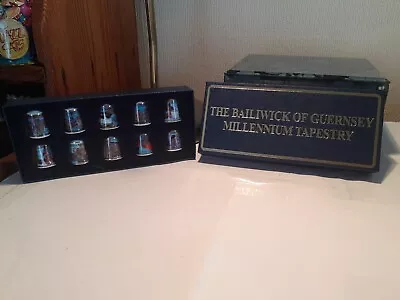 THE BAILIWICK OF GUERNSEY
MILLENNIUM TAPESTRY